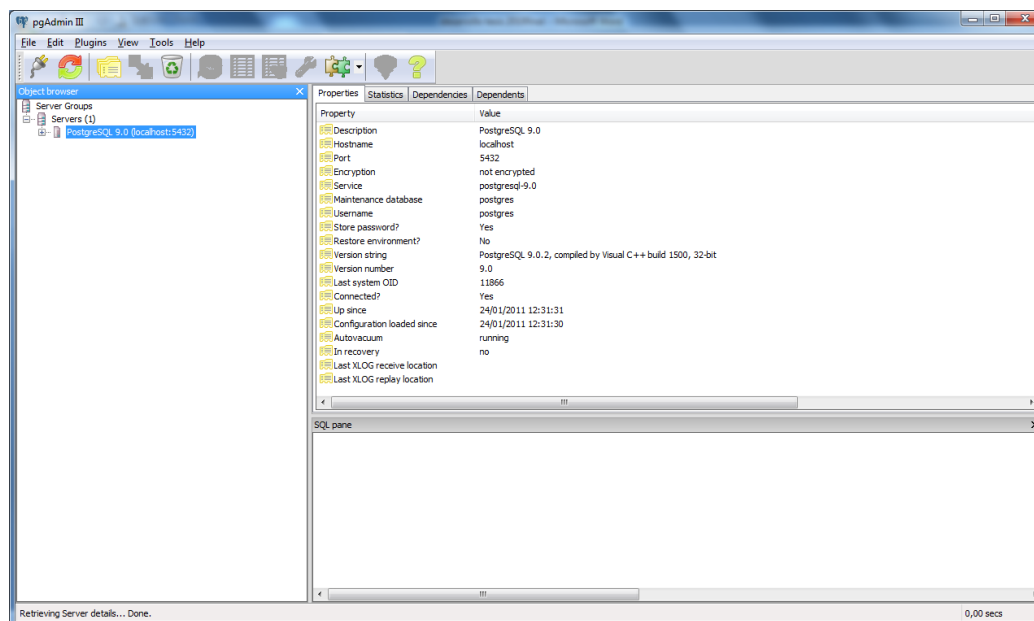 pgAdmin III
File Edit Plugins View Tools Help
Object browser
Server Groups
Servers (1)
PostgreSQL 9.0 (localhost:5432)
Properties Statistics Dependencies Dependents
Property Value
Description PostgreSQL 9.0
Hostname localhost
Port 5432
Encryption not encrypted
Service postgresql-9.0
Maintenance database postgres
Username postgres
Store password? Yes
Restore environment? No
Version string PostgreSQL 9.0.2, compiled by Visual C++ build 1500, 32-bit
Version number 9.0
Last system OID 11866
Connected? Yes
Up since 24/01/2011 12:31:31
Configuration loaded since 24/01/2011 12:31:30
Autovacuum running
In recovery no
Last XLOG receive location
Last XLOG replay location
SQL pane
Retrieving Server details... Done. 0,00 secs